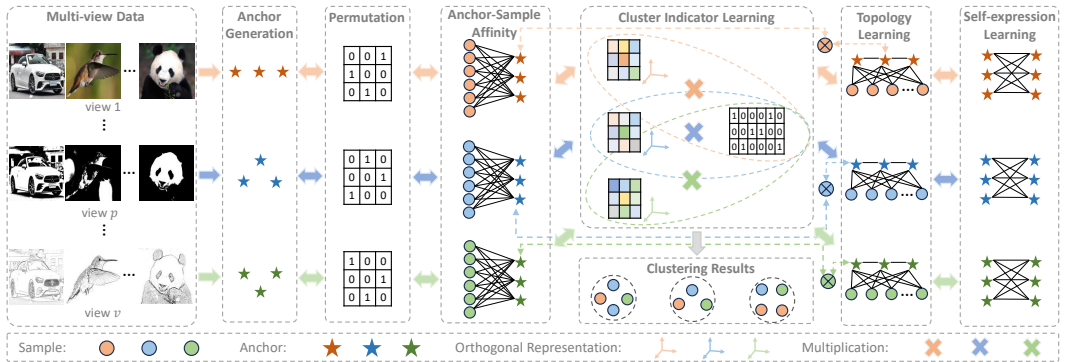 Multi-view Data
view 1
view p
view v
Anchor
Generation
Permutation
0 0 1
1 0 0
0 1 0
0 1 0
0 0 1
1 0 0
1 0 0
0 0 1
0 1 0
Anchor-Sample
Affinity
Cluster Indicator Learning
1 0 0 0 1 0
0 0 1 1 0 0
0 1 0 0 0 1
Clustering Results
Topology
Learning
Self-expression
Learning
Sample:
Anchor:
Orthogonal Representation:
Multiplication: